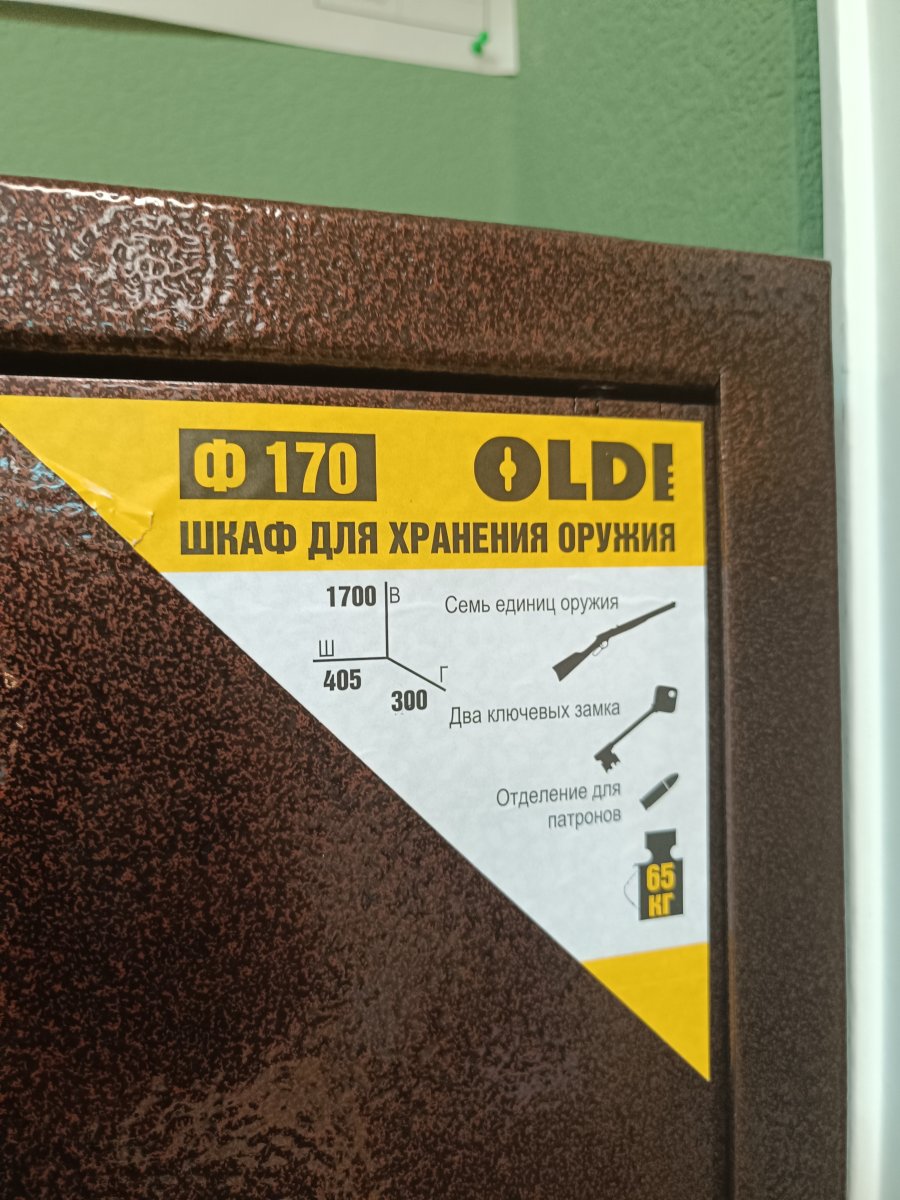 Ф 170
OLDI
ШКАФ ДЛЯ ХРАНЕНИЯ ОРУЖИЯ
1700 В
Ш
405
Г
300
Семь единиц оружия
Два ключевых замка
Отделение для
патронов
65
КГ